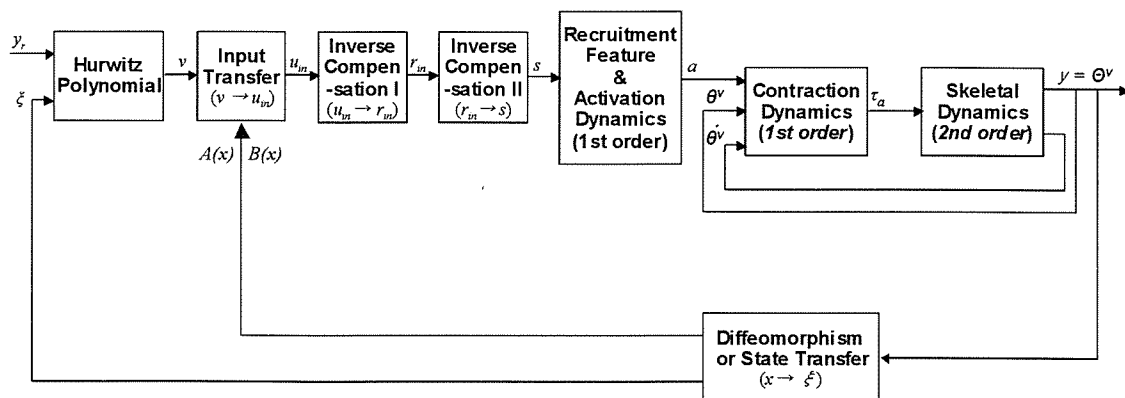 y_r
ξ
Hurwitz
Polynomial
v
Input
Transfer
(v → u_in)
A(x) B(x)
u_in
Inverse
Compen
-sation I
(u_in → r_in)
r_in
Inverse
Compen
-sation II
(r_in → s)
s
Recruitment
Feature
&
Activation
Dynamics
(1st order)
a
θ^v
θ̇^v
Contraction
Dynamics
(1st order)
τ_a
Skeletal
Dynamics
(2nd order)
y = Θ^v
Diffeomorphism
or State Transfer
(x → ξ)